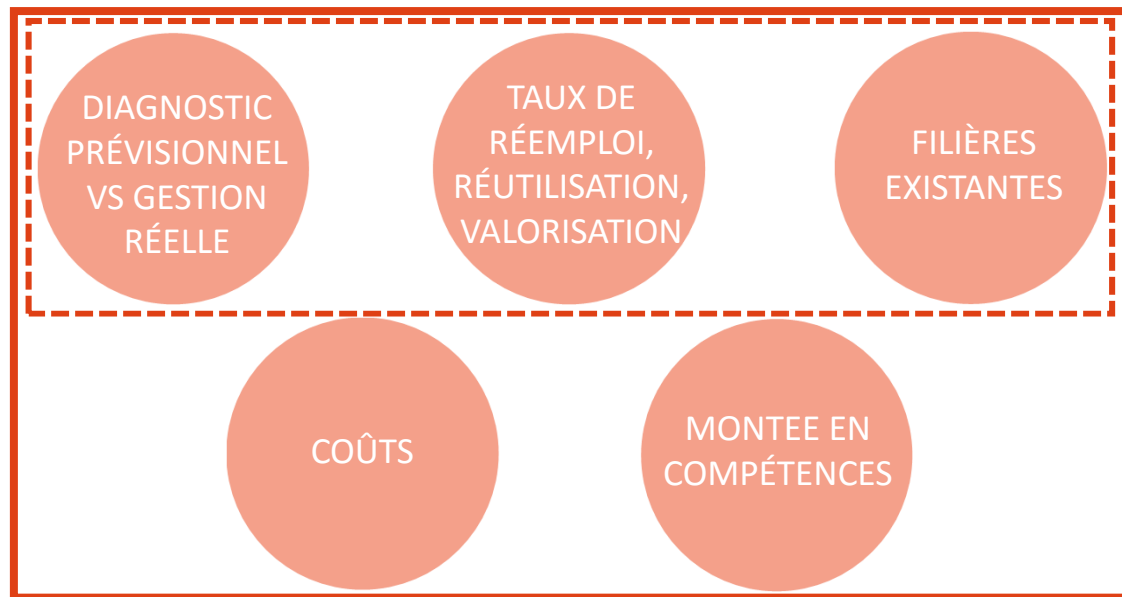 DIAGNOSTIC
PRÉVISIONNEL
VS GESTION
RÉELLE
TAUX DE
RÉEMPLOI,
RÉUTILISATION,
VALORISATION
FILIÈRES
EXISTANTES
COÛTS
MONTEE EN
COMPÉTENCES